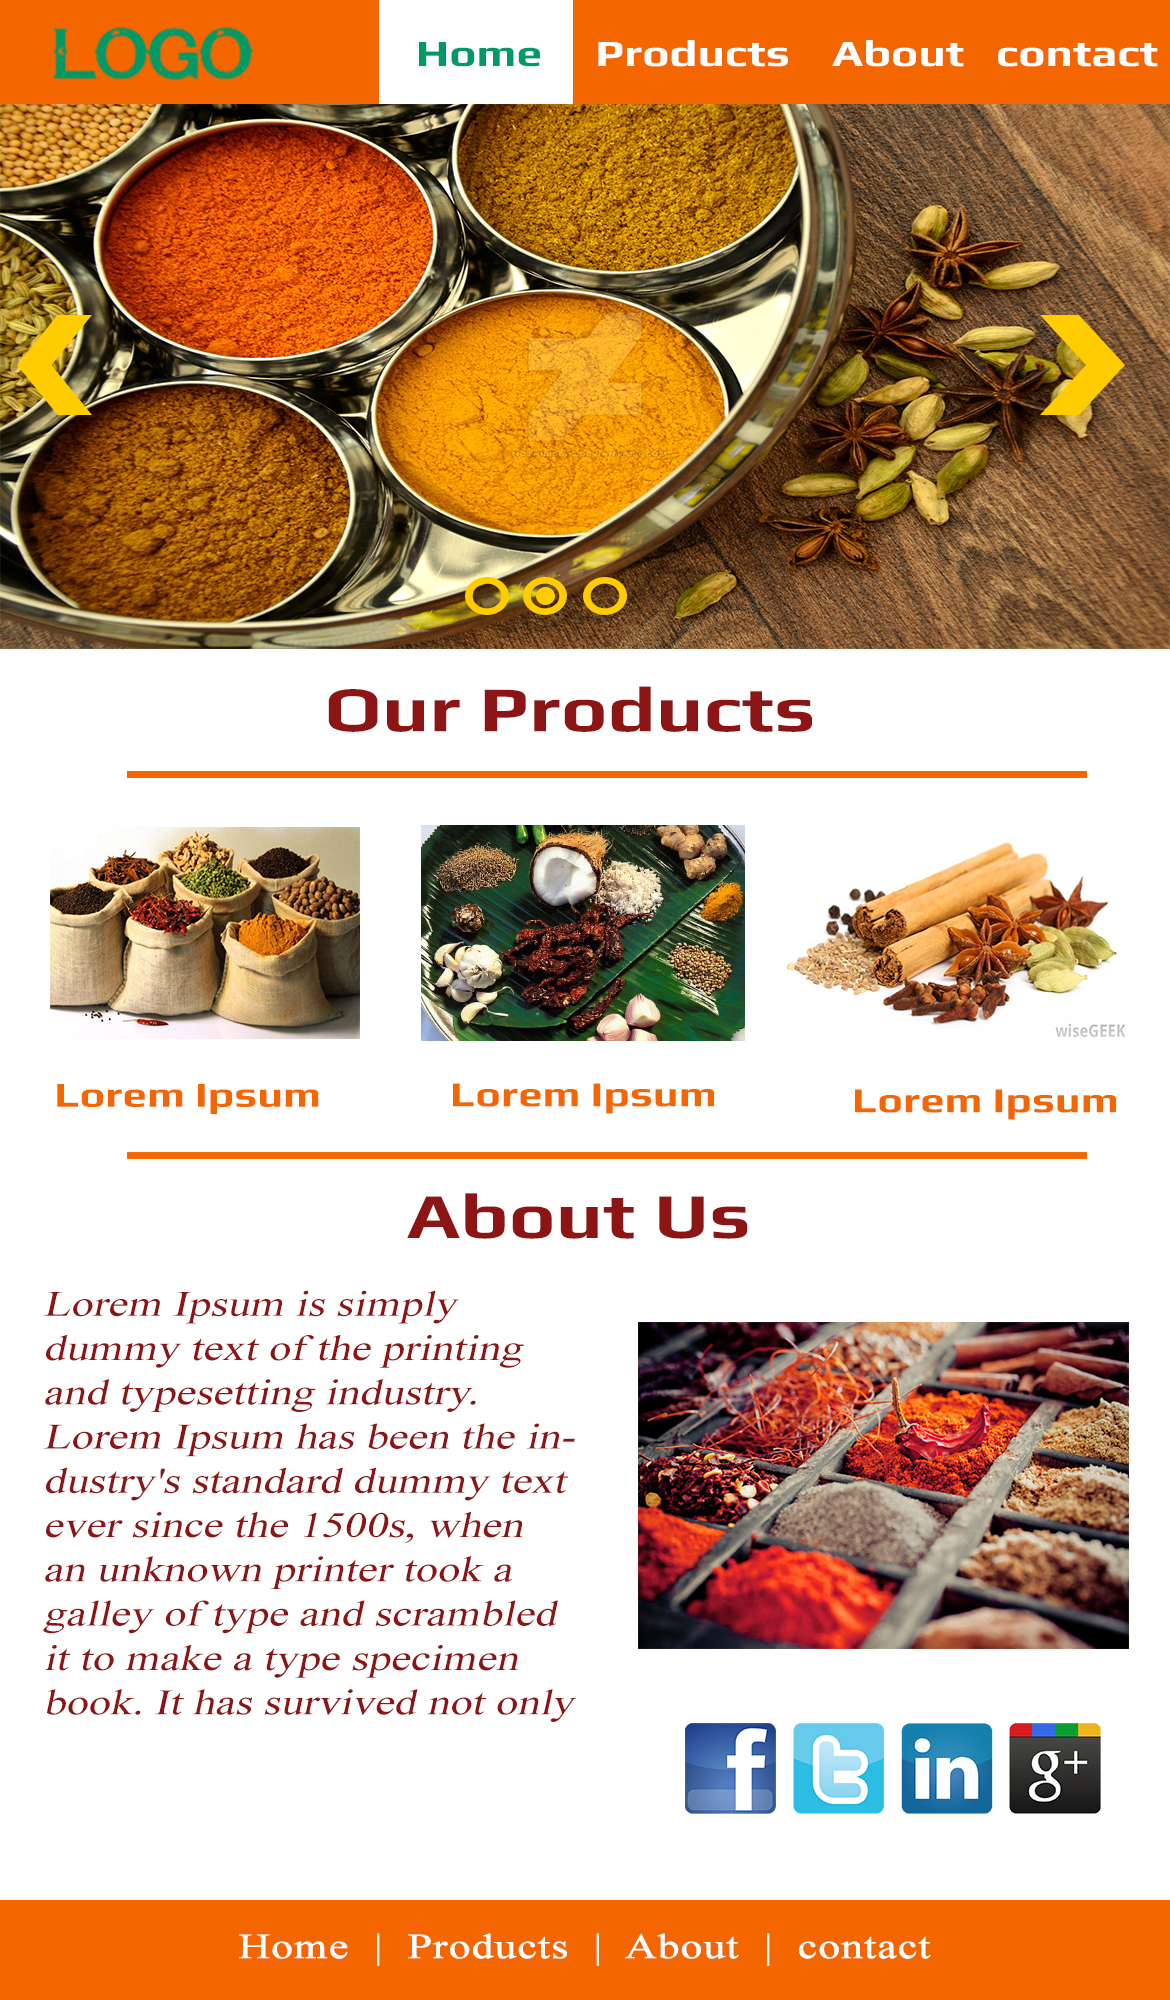 LOGO
Home
Products
About
contact
Our Products
wiseGEEK
Lorem Ipsum
Lorem Ipsum
Lorem Ipsum
About Us
Lorem Ipsum is simply
dummy text of the printing
and typesetting industry.
Lorem Ipsum has been the in-
dustry's standard dummy text
ever since the 1500s, when
an unknown printer took a
galley of type and scrambled
it to make a type specimen
book. It has survived not only
f
t
in
g+
Home | Products | About | contact